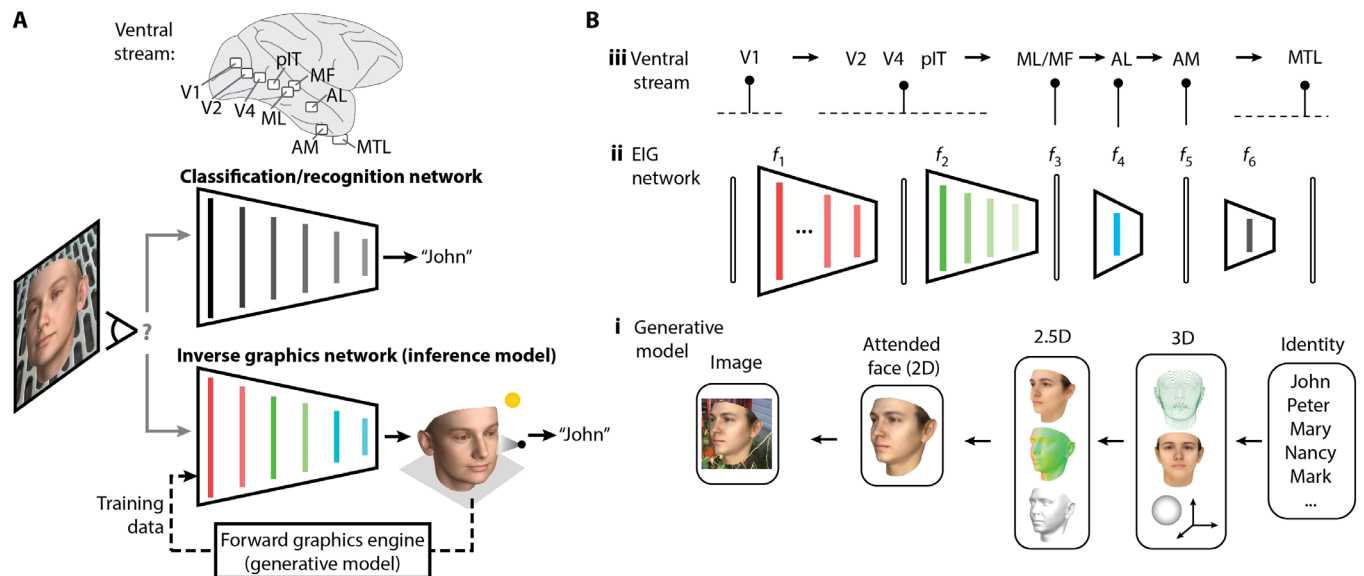 A
Ventral
stream:
pIT
MF
AL
V1
V2
V4
ML
AM
MTL
Classification/recognition network
?
"John"
Inverse graphics network (inference model)
"John"
Training
data
Forward graphics engine
(generative model)
B
iii Ventral
stream
V1
V2 V4 pIT
ML/MF
AL
AM
MTL
ii EIG
network
f1
f2
f3
f4
f5
f6
...
i Generative
model
Image
Attended
face (2D)
2.5D
3D
Identity
John
Peter
Mary
Nancy
Mark
...